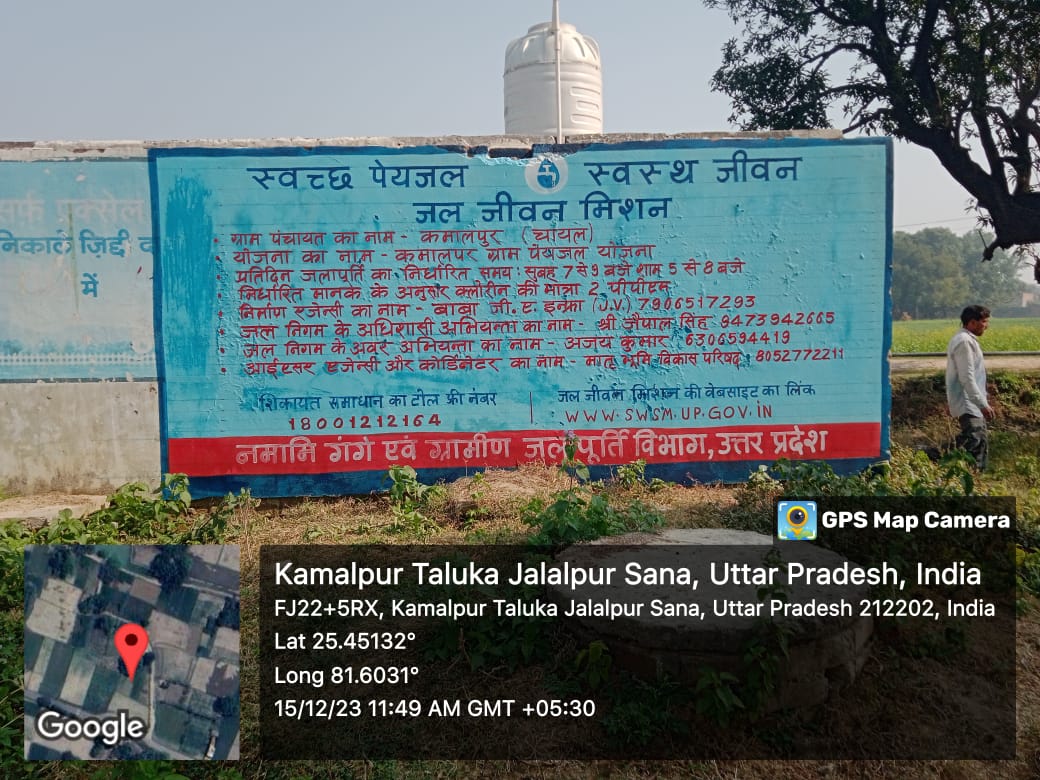 स्वच्छ पेयजल स्वस्थ जीवन
जल जीवन मिशन
• ग्राम पंचायत का नाम - कमालपुर (चायल)
• योजना का नाम - कमालपुर ग्राम पेयजल योजना
• प्रतिदिन जलापूर्ति का निर्धारित समय: सुबह 7 से 9 बजे शाम 5 से 8 बजे
• निर्धारित मानक के अनुसार क्लोरीन की मात्रा 2 पीपीएम
• निर्माण एजेन्सी का नाम - बाबा जी. ए. इन्फ्रा (J.V.) 7906517293
• जल निगम के अधिशासी अभियन्ता का नाम - श्री जैपाल सिंह: 9473942665
• जल निगम के अवर अभियन्ता का नाम - अजय कुमार: 6306594419
• आईएसए एजेन्सी और कोर्डिनेटर का नाम - मातृ भूमि विकास परिषद: 8052772211
शिकायत समाधान का टोल फ्री नंबर
18001212164
जल जीवन मिशन की वेबसाइट का लिंक
WWW.SWSM.UP.GOV.IN
नमामि गंगे एवं ग्रामीण जल पूर्ति विभाग, उत्तर प्रदेश
सर्फ एक्सेल
निकाले ज़िद्दी द
में
GPS Map Camera
Kamalpur Taluka Jalalpur Sana, Uttar Pradesh, India
FJ22+5RX, Kamalpur Taluka Jalalpur Sana, Uttar Pradesh 212202, India
Lat 25.45132°
Long 81.6031°
15/12/23 11:49 AM GMT +05:30
Google